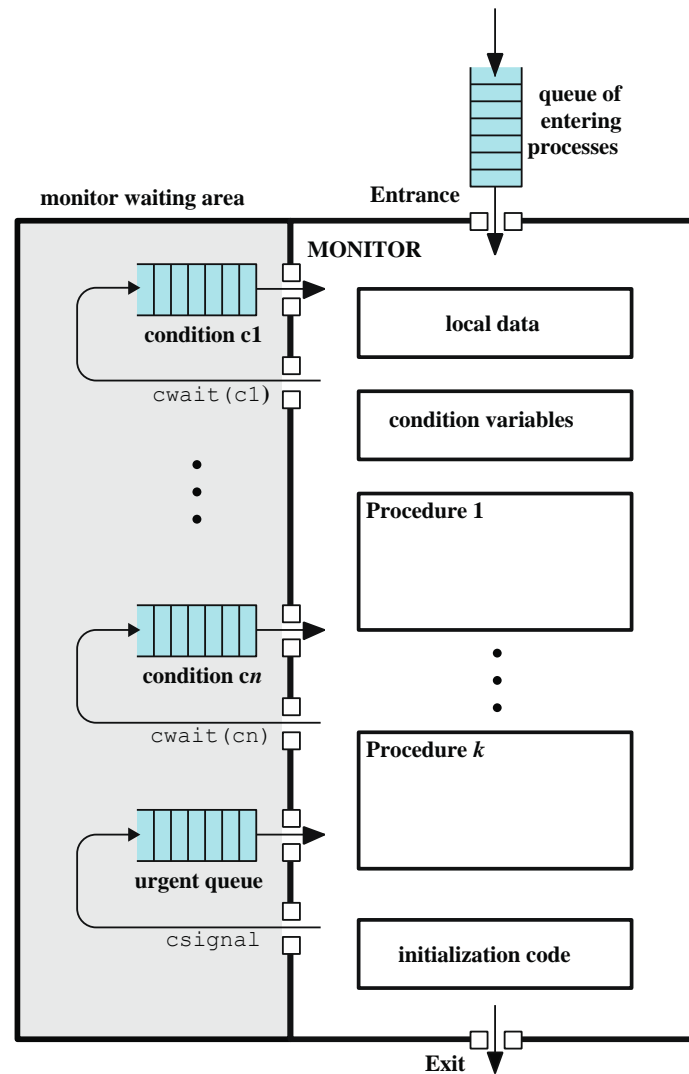 queue of
entering
processes
Entrance
monitor waiting area
MONITOR
condition c1
cwait(c1)
local data
condition variables
Procedure 1
condition cn
cwait(cn)
Procedure k
urgent queue
csignal
initialization code
Exit